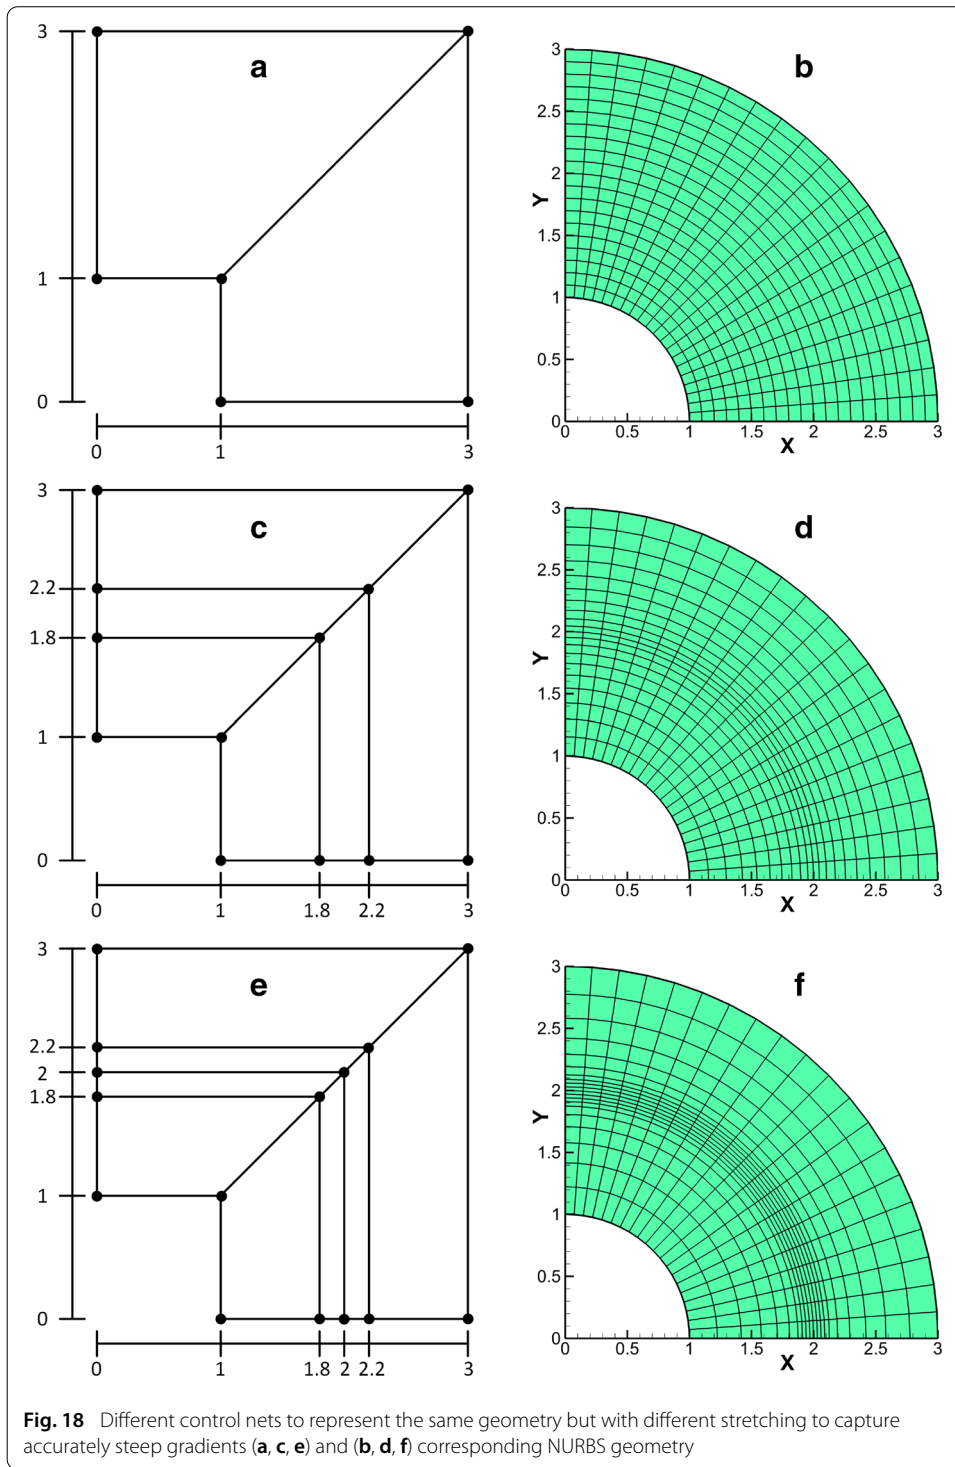 3
a
1
0
0 1 3
b
3
2.5
2
Y
1.5
1
0.5
0
0 0.5 1 1.5 2 2.5 3
X
3
c
2.2
1.8
1
0
0 1 1.8 2.2 3
d
3
2.5
2
Y
1.5
1
0.5
0
0 0.5 1 1.5 2 2.5 3
X
3
e
2.2
2
1.8
1
0
0 1 1.8 2 2.2 3
f
3
2.5
2
Y
1.5
1
0.5
0
0 0.5 1 1.5 2 2.5 3
X
Fig. 18 Different control nets to represent the same geometry but with different stretching to capture
accurately steep gradients (a, c, e) and (b, d, f) corresponding NURBS geometry